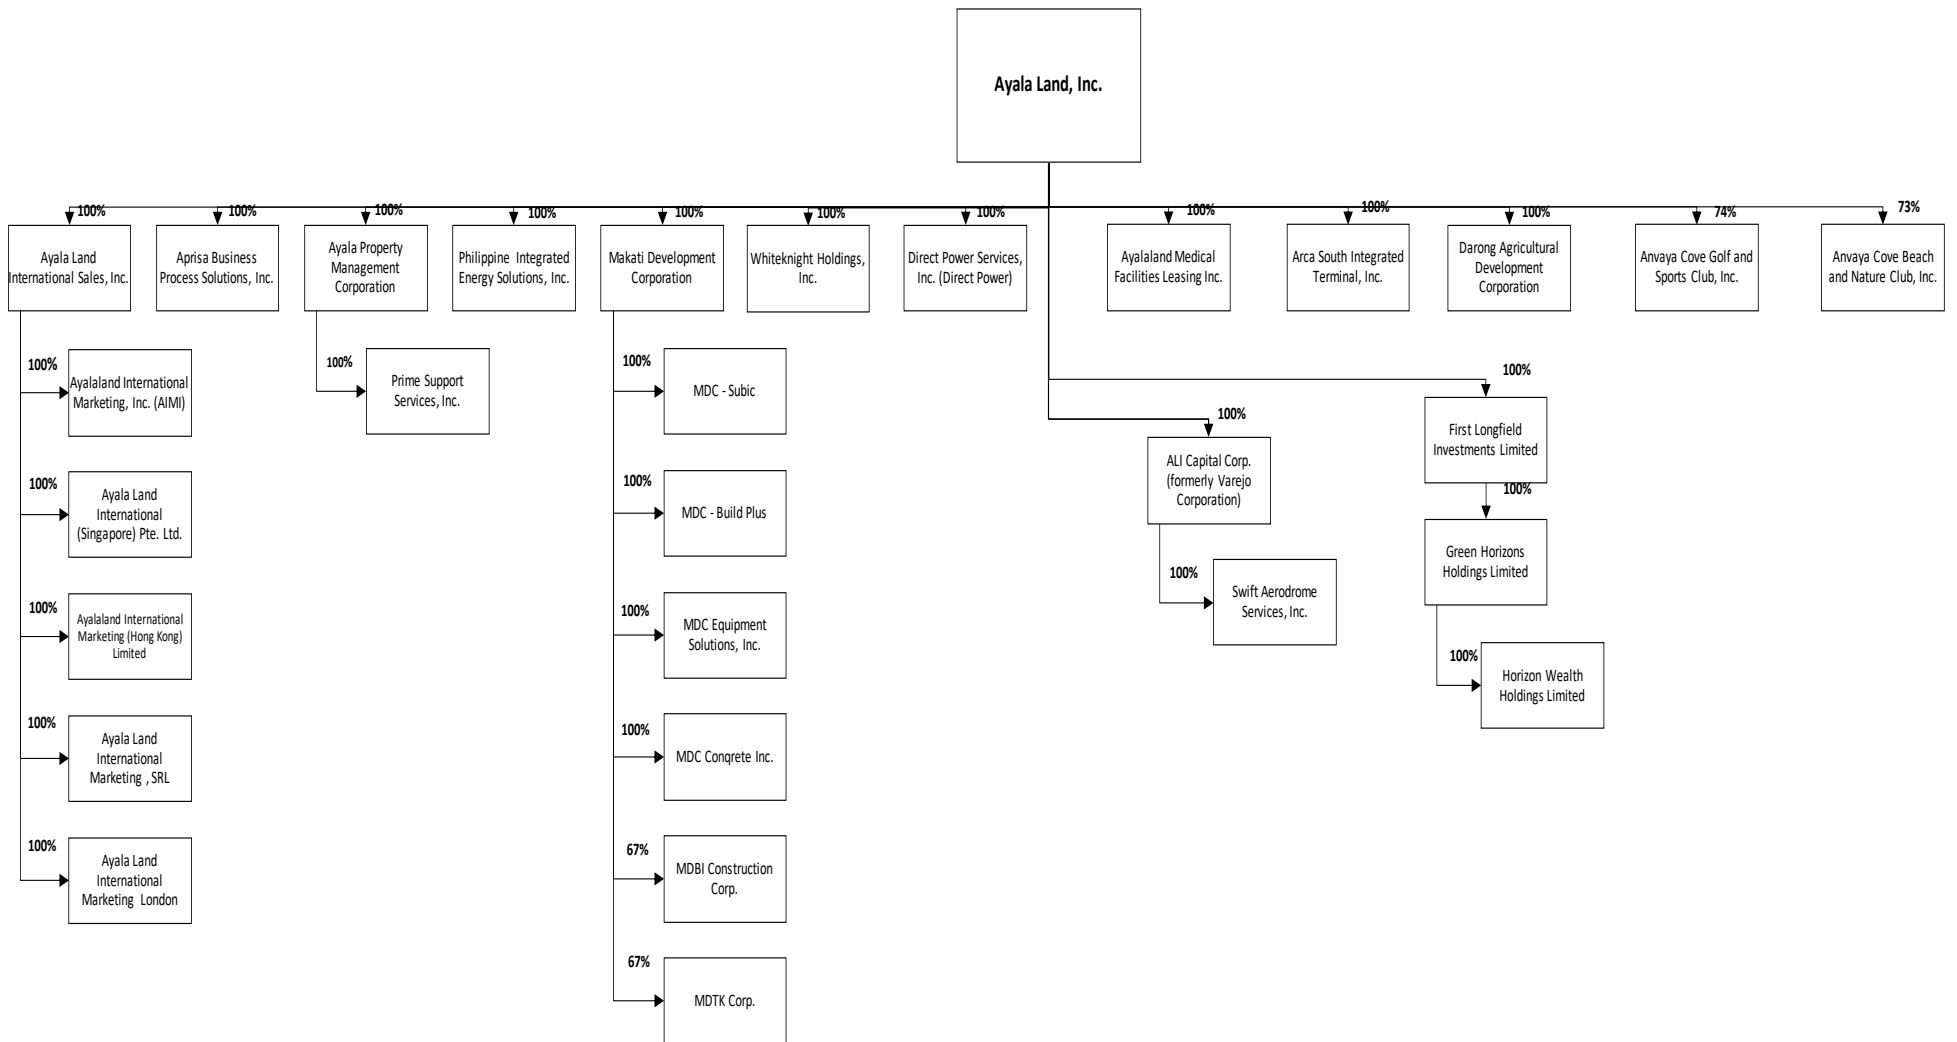 Ayala Land, Inc.
100%
100%
100%
100%
100%
100%
100%
100%
100%
100%
74%
73%
Ayala Land
International Sales, Inc.
Aprisa Business
Process Solutions, Inc.
Ayala Property
Management
Corporation
Philippine Integrated
Energy Solutions, Inc.
Makati Development
Corporation
Whiteknight Holdings,
Inc.
Direct Power Services,
Inc. (Direct Power)
Ayalaland Medical
Facilities Leasing Inc.
Arca South Integrated
Terminal, Inc.
Darong Agricultural
Development
Corporation
Anvaya Cove Golf and
Sports Club, Inc.
Anvaya Cove Beach
and Nature Club, Inc.
100%
Ayalaland International
Marketing, Inc. (AIMI)
100%
Ayala Land
International
(Singapore) Pte. Ltd.
100%
Ayalaland International
Marketing (Hong Kong)
Limited
100%
Ayala Land
International
Marketing , SRL
100%
Ayala Land
International
Marketing London
100%
Prime Support
Services, Inc.
100%
MDC - Subic
100%
MDC - Build Plus
100%
MDC Equipment
Solutions, Inc.
100%
MDC Conqrete Inc.
67%
MDBI Construction
Corp.
67%
MDTK Corp.
100%
ALI Capital Corp.
(formerly Varejo
Corporation)
100%
Swift Aerodrome
Services, Inc.
100%
First Longfield
Investments Limited
100%
Green Horizons
Holdings Limited
100%
Horizon Wealth
Holdings Limited